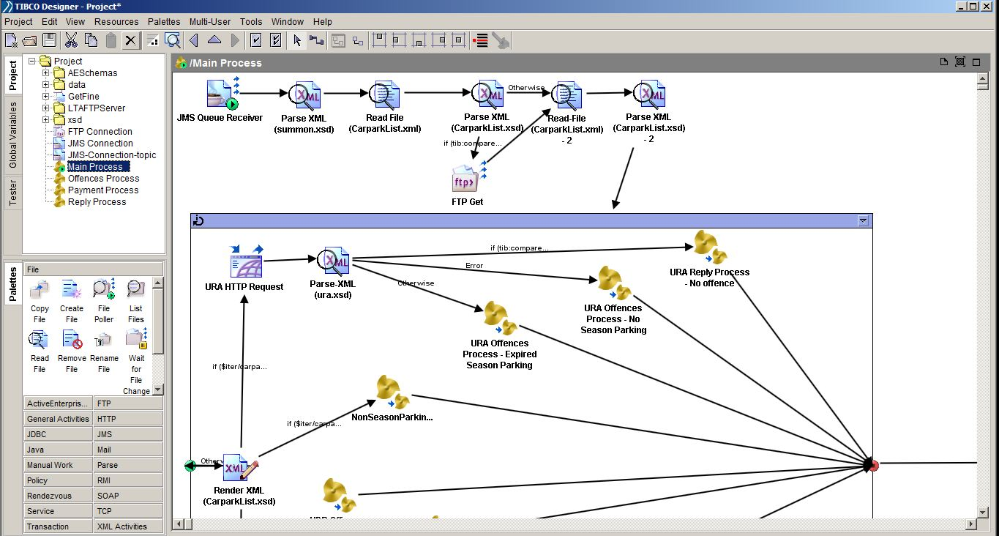 TIBCO Designer - Project*
Project Edit View Resources Palettes Multi-User Tools Window Help
Project
Global Variables
Tester
Project
AESchemas
data
GetFine
LTAFTPServer
xsd
FTP Connection
JMS Connection
JMS-Connection-topic
Main Process
Offences Process
Payment Process
Reply Process
Palettes
File
Copy File
Create File
File Poller
List Files
Read File
Remove File
Rename File
Wait for File Change
ActiveEnterpris... FTP
General Activities HTTP
JDBC JMS
Java Mail
Manual Work Parse
Policy RMI
Rendezvous SOAP
Service TCP
Transaction XML Activities
/Main Process
JMS Queue Receiver
XML
Parse XML
(summon.xsd)
Read File
(CarparkList.xml)
XML
Parse XML
(CarparkList.xsd)
Otherwise
Read-File
(CarparkList.xml)
- 2
XML
Parse XML
(CarparkList.xsd)
- 2
if (tib:compare...
ftp>
FTP Get
URA HTTP Request
XML
Parse-XML
(ura.xsd)
if (tib:compare...
Error
Otherwise
URA Reply Process
- No offence
URA Offences
Process - No
Season Parking
URA Offences
Process - Expired
Season Parking
if ($iter/carpa...
NonSeasonParkin...
if ($iter/carpa...
XML
Render XML
(CarparkList.xsd)